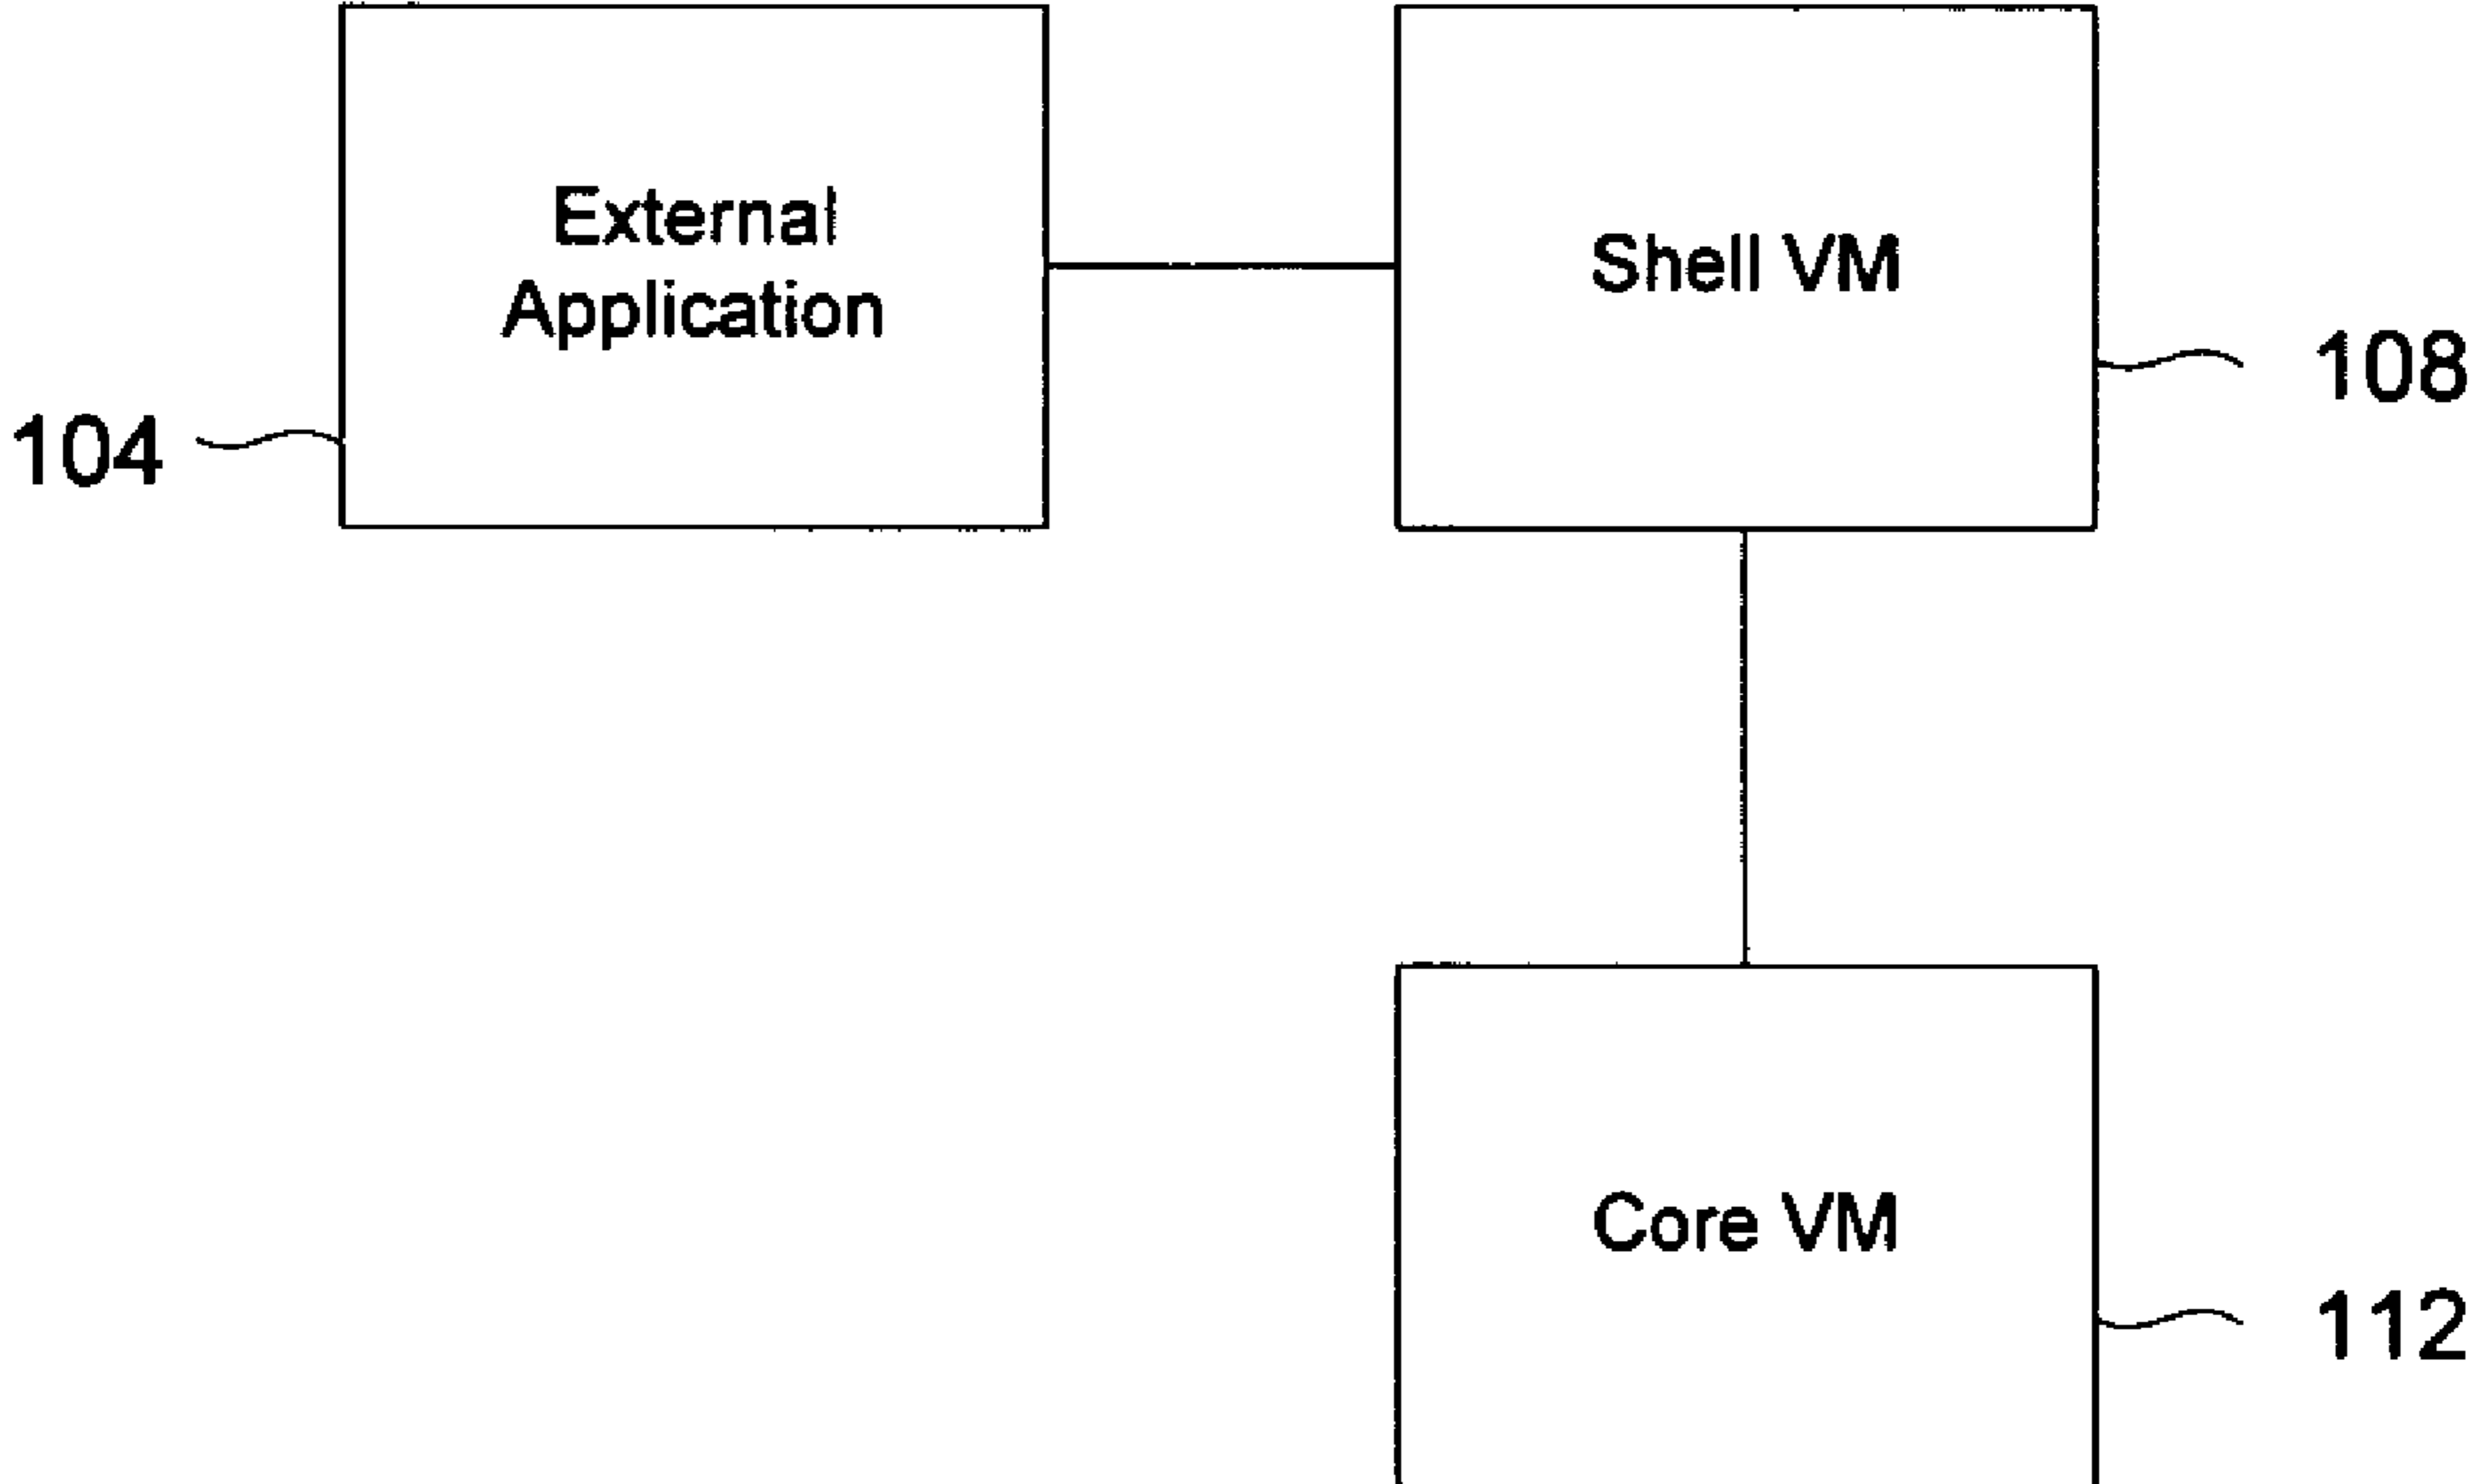 External
Application
Shell VM
108
104
Core VM
112